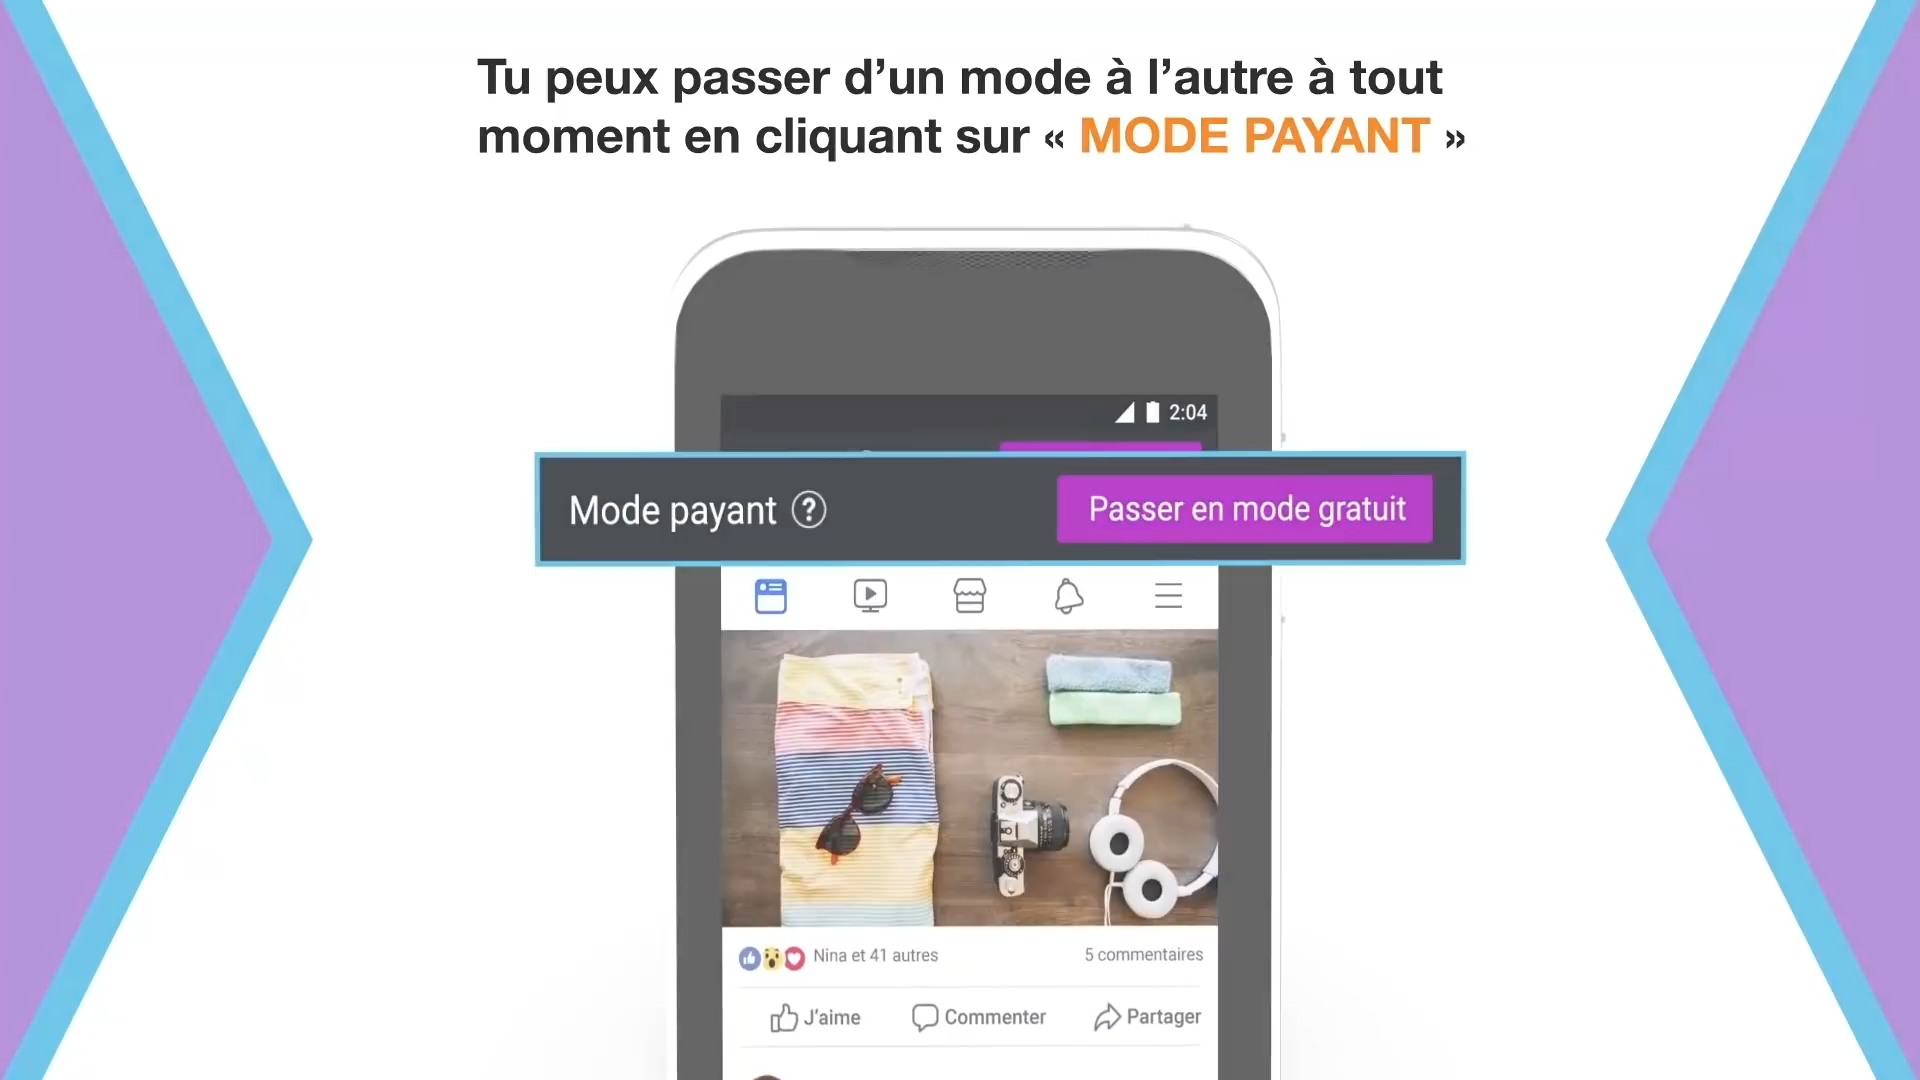 Tu peux passer d’un mode à l’autre à tout
moment en cliquant sur « MODE PAYANT »
2:04
Mode payant ? Passer en mode gratuit
Nina et 41 autres 5 commentaires
J’aime Commenter Partager